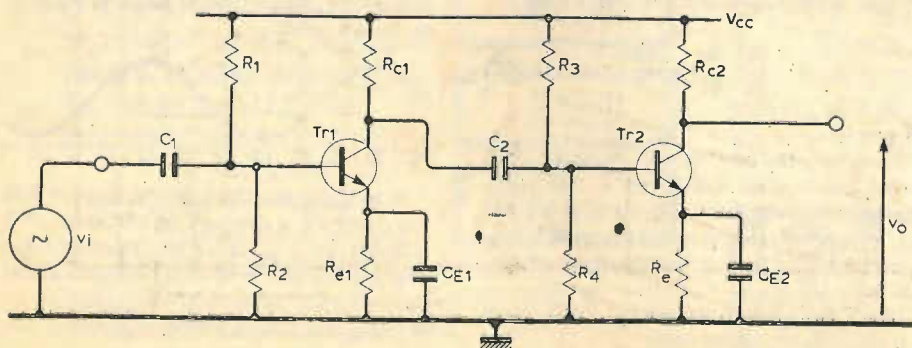 Vcc
R1
Rc1
R3
Rc2
C1
Tr1
C2
Tr2
vi
~
R2
Re1
CE1
R4
Re
CE2
vo